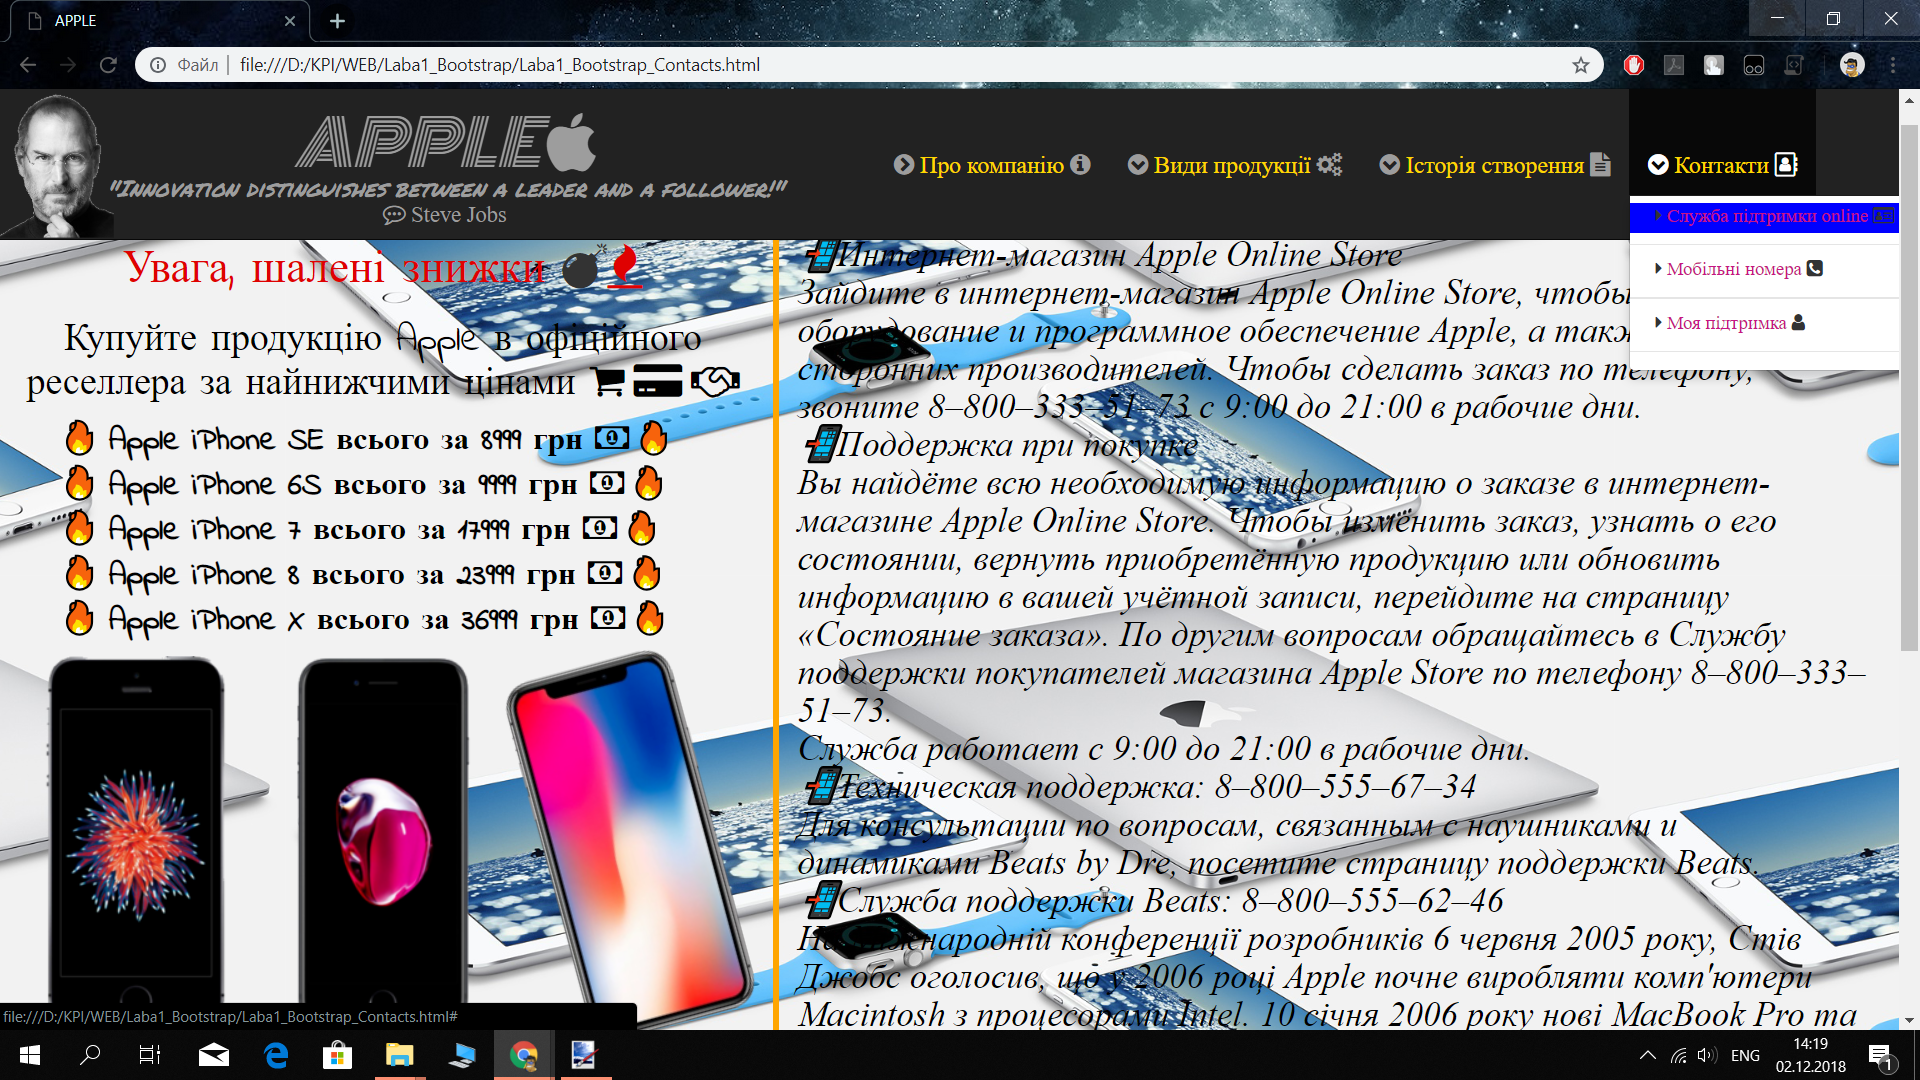 APPLE
Файл
file:///D:/KPI/WEB/Laba1_Bootstrap/Laba1_Bootstrap_Contacts.html
APPLE
"Innovation distinguishes between a leader and a follower!"
Steve Jobs
Про компанію
Види продукції
Історія створення
Контакти
Служба підтримки online
Мобільні номера
Моя підтримка
Увага, шалені знижки
Купуйте продукцію Apple в офіційного
реселлера за найнижчими цінами
Apple iPhone SE всього за 8999 грн
Apple iPhone 6S всього за 9999 грн
Apple iPhone 7 всього за 17999 грн
Apple iPhone 8 всього за 23999 грн
Apple iPhone X всього за 36999 грн
Интернет-магазин Apple Online Store
Зайдите в интернет-магазин Apple Online Store, чтобы
оборудование и программное обеспечение Apple, а
сторонних производителей. Чтобы сделать заказ по телефону,
звоните 8–800–333–51–73 с 9:00 до 21:00 в рабочие дни.
Поддержка при покупке
Вы найдёте всю необходимую информацию о заказе в интернет-
магазине Apple Online Store. Чтобы изменить заказ, узнать о его
состоянии, вернуть приобретённую продукцию или обновить
информацию в вашей учётной записи, перейдите на страницу
«Состояние заказа». По другим вопросам обращайтесь в Службу
поддержки покупателей магазина Apple Store по телефону 8–800–333–
51–73.
Служба работает с 9:00 до 21:00 в рабочие дни.
Техническая поддержка: 8–800–555–67–34
Для консультации по вопросам, связанным с наушниками и
динамиками Beats by Dre, посетите страницу поддержки Beats.
Служба поддержки Beats: 8–800–555–62–46
На міжнародній конференції розробників 6 червня 2005 року, Стів
Джобс оголосив, що у 2006 році Apple почне виробляти комп'ютери
Macintosh з процесорами Intel. 10 січня 2006 року нові MacBook Pro та
file:///D:/KPI/WEB/Laba1_Bootstrap/Laba1_Bootstrap_Contacts.html#
ENG
14:19
02.12.2018
1